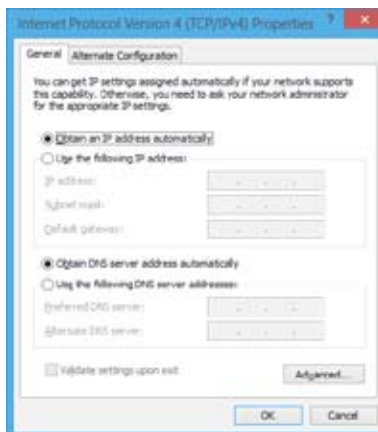 Internet Protocol Version 4 (TCP/IPv4) Properties
General
Alternate Configuration
You can get IP settings assigned automatically if your network supports
this capability. Otherwise, you need to ask your network administrator
for the appropriate IP settings.
Obtain an IP address automatically
Use the following IP address:
IP address:
Subnet mask:
Default gateway:
Obtain DNS server address automatically
Use the following DNS server addresses:
Preferred DNS server:
Alternate DNS server:
Validate settings upon exit
Advanced...
OK
Cancel